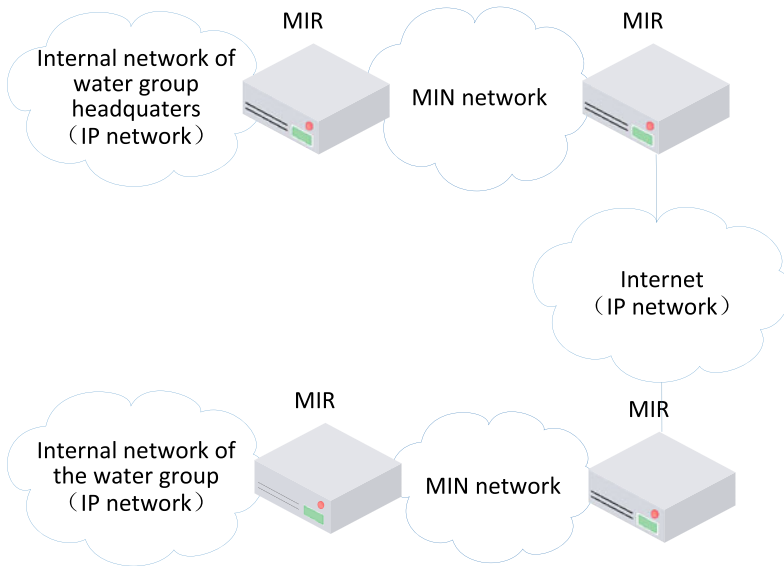 MIR
MIR
Internal network of
water group
headquaters
（IP network）
MIN network
Internet
（IP network）
MIR
MIR
Internal network of
the water group
（IP network）
MIN network